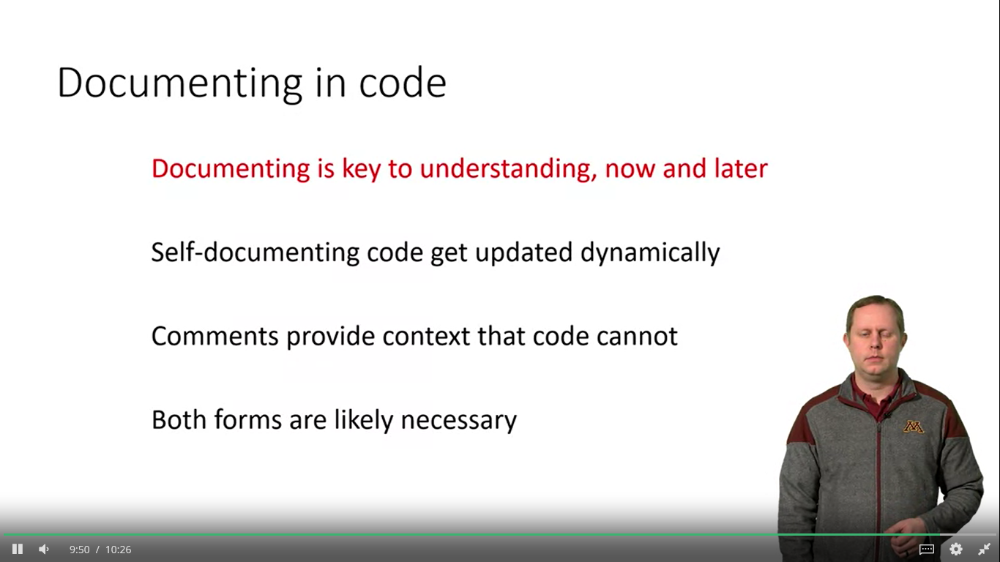 Documenting in code
Documenting is key to understanding, now and later
Self-documenting code get updated dynamically
Comments provide context that code cannot
Both forms are likely necessary
M
9:50 / 10:26